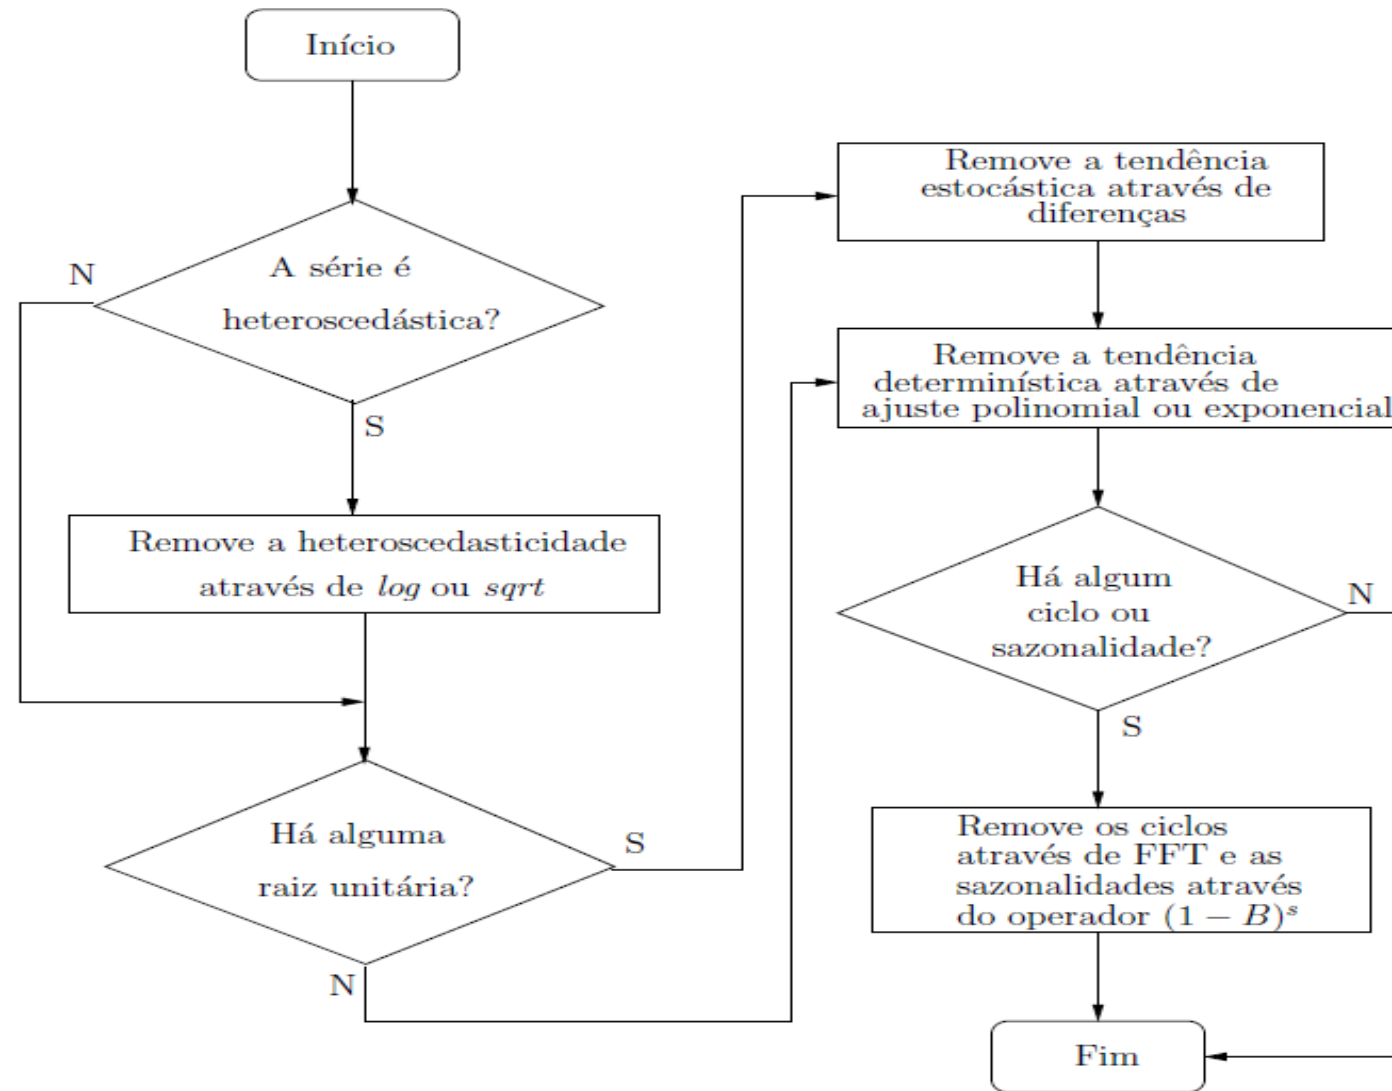 Início
A série é
heteroscedástica?
N
S
Remove a heteroscedasticidade
através de log ou sqrt
Há alguma
raiz unitária?
S
N
Remove a tendência
estocástica através de
diferenças
Remove a tendência
determinística através de
ajuste polinomial ou exponencial
Há algum
ciclo ou
sazonalidade?
N
S
Remove os ciclos
através de FFT e as
sazonalidades através
do operador (1 − B)ˢ
Fim